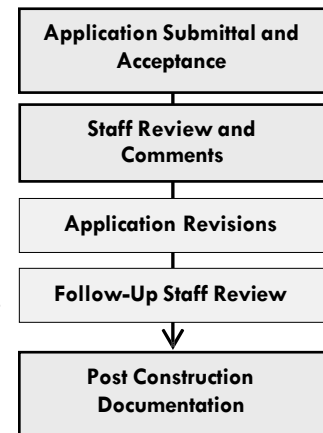 Application Submittal and
Acceptance
Staff Review and
Comments
Application Revisions
Follow-Up Staff Review
Post Construction
Documentation